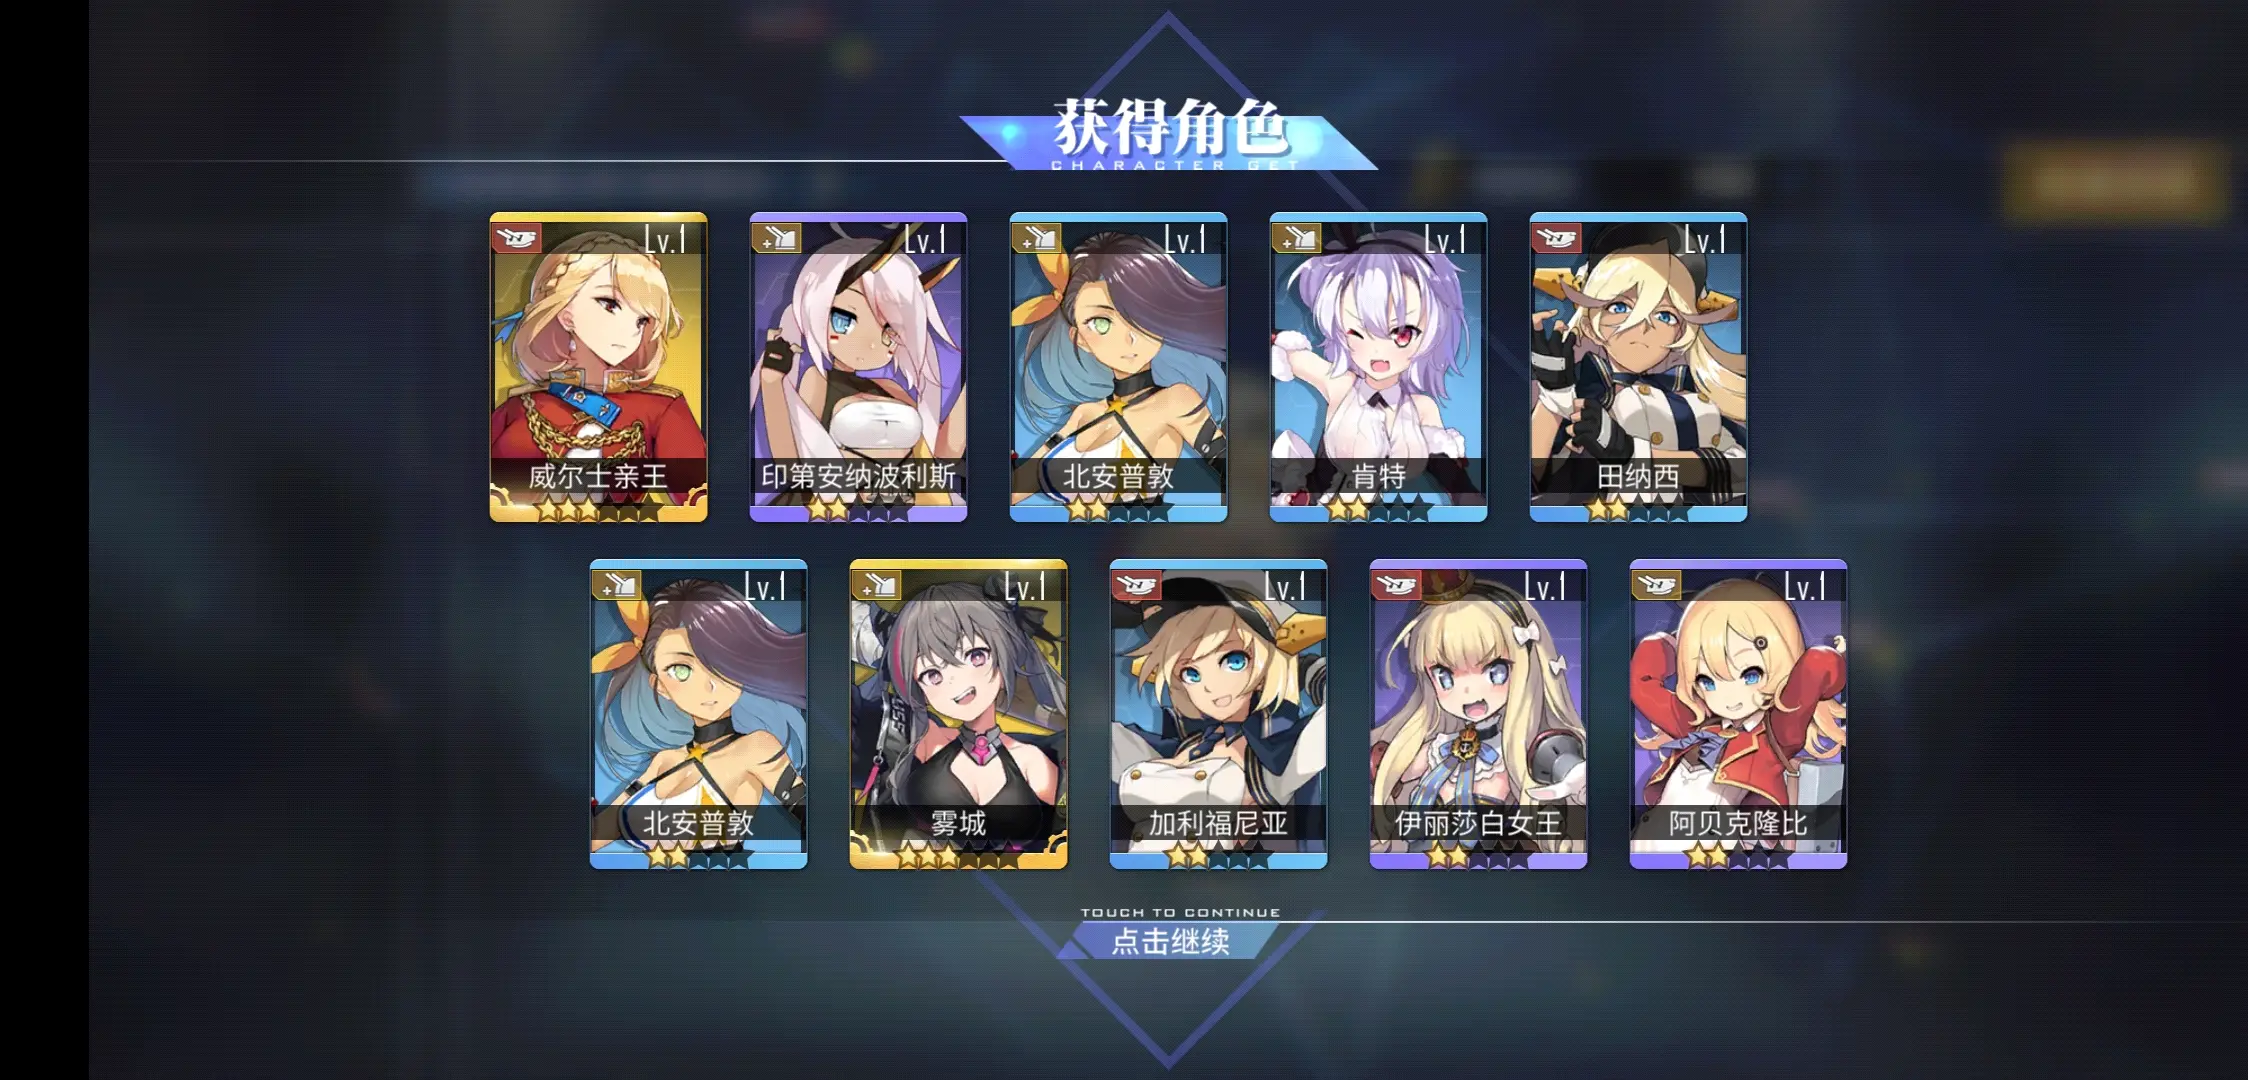 获得角色
CHARACTER GET
Lv.1
Lv.1
Lv.1
Lv.1
Lv.1
威尔士亲王
印第安纳波利斯
北安普敦
肯特
田纳西
Lv.1
Lv.1
Lv.1
Lv.1
Lv.1
北安普敦
雾城
加利福尼亚
伊丽莎白女王
阿贝克隆比
TOUCH TO CONTINUE
点击继续